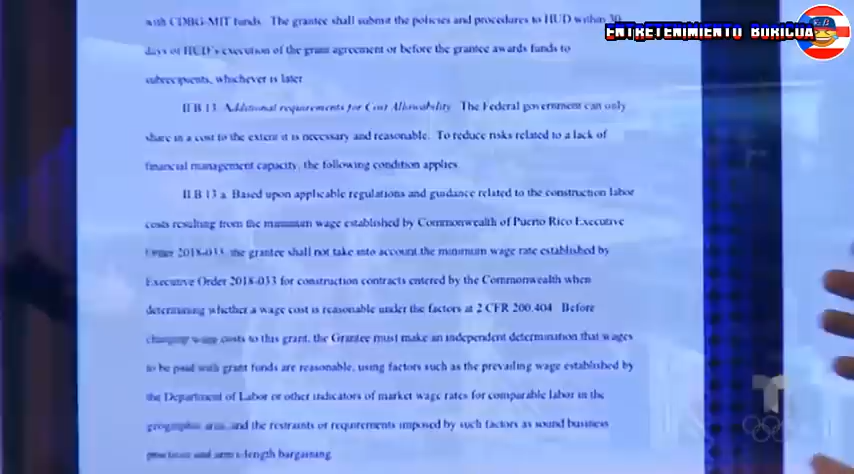 with CDBG-MIT funds. The grantee shall submit the policies and procedures to HUD within 30
days of HUD's execution of the grant agreement or before the grantee awards funds to
subrecipients, whichever is later
II.B.13. Additional requirements for Cost Allowability. The Federal government can only
share in a cost to the extent it is necessary and reasonable. To reduce risks related to a lack of
financial management capacity, the following condition applies.
II.B.13.a. Based upon applicable regulations and guidance related to the construction labor
costs resulting from the minimum wage established by Commonwealth of Puerto Rico Executive
Order 2018-033, the grantee shall not take into account the minimum wage rate established by
Executive Order 2018-033 for construction contracts entered by the Commonwealth when
determining whether a wage cost is reasonable under the factors at 2 CFR 200.404. Before
wage costs to this grant, the Grantee must make an independent determination that wages
to be paid with grant funds are reasonable, using factors such as the prevailing wage established by
the Department of Labor or other indicators of market wage rates for comparable labor in the
geographic area, and the restraints or requirements imposed by such factors as sound business
practices and arm's-length bargaining.
ENTRETENIMIENTO BORICUA